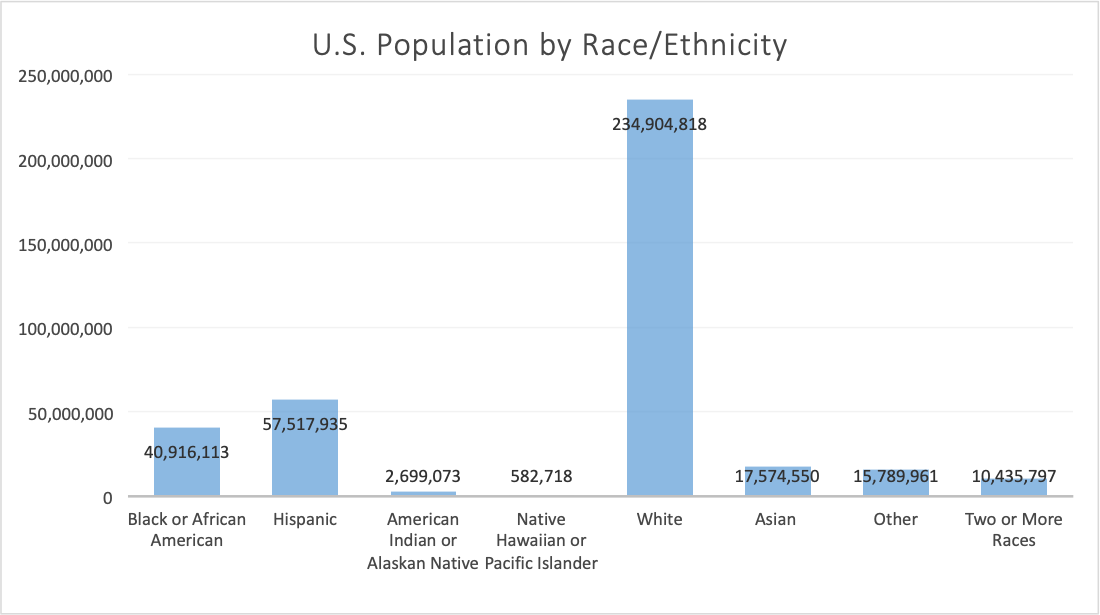 U.S. Population by Race/Ethnicity
250,000,000
200,000,000
150,000,000
100,000,000
50,000,000
0
40,916,113
57,517,935
2,699,073
582,718
234,904,818
17,574,550
15,789,961
10,435,797
Black or African
American
Hispanic
American
Indian or
Alaskan Native
Native
Hawaiian or
Pacific Islander
White
Asian
Other
Two or More
Races